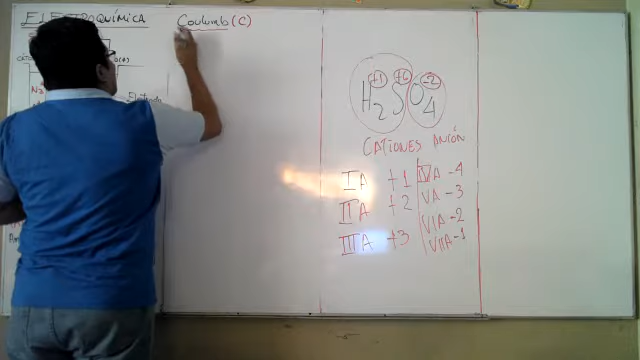 ELECTROQUÍMICA
Coulomb (C)
+1 +6 -2
H2SO4
CATIONES ANIÓN
IA +1 IVA -4
IIA +2 VA -3
VIA -2
IIIA +3 VIIA -1
Electrodo